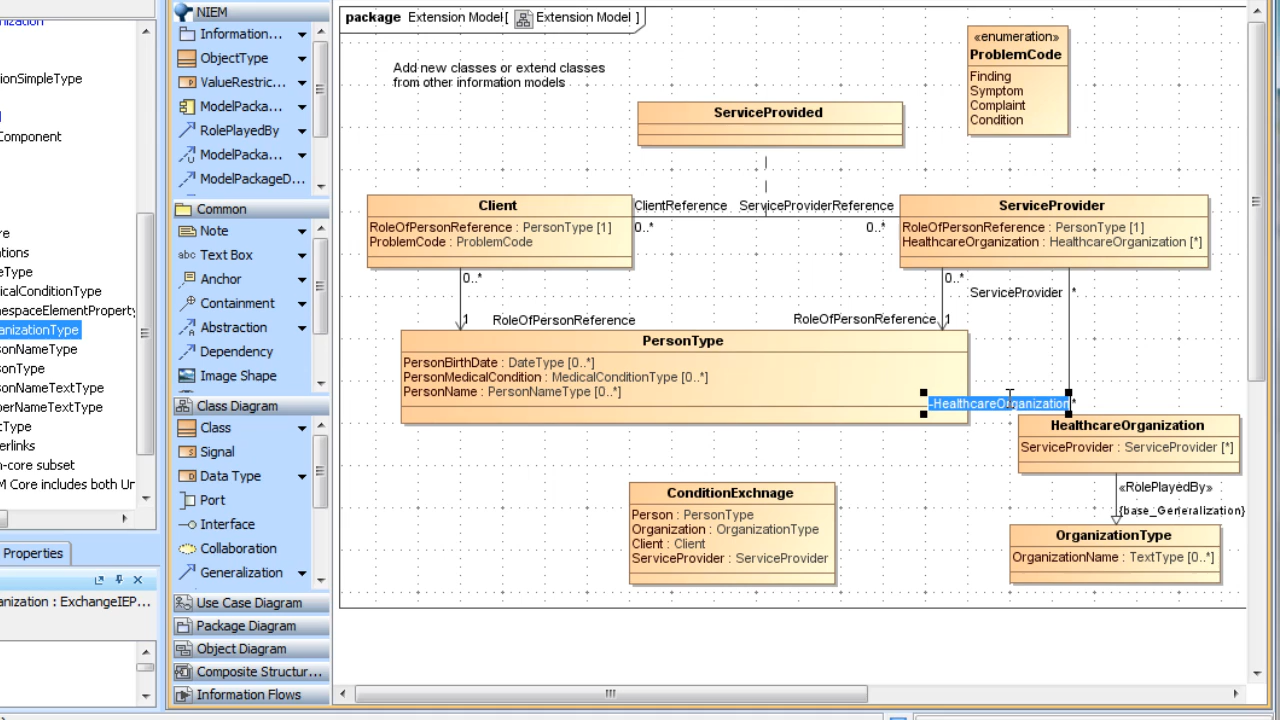 nization
onSimpleType
Component
re
tions
eType
icalConditionType
nespaceElementProperty
anizationType
sonNameType
sonType
sonNameTextType
perNameTextType
tType
erlinks
n-core subset
M Core includes both Ur
Properties
anization : ExchangeIEP...
NIEM
Information...
ObjectType
ValueRestric...
ModelPacka...
RolePlayedBy
ModelPacka...
ModelPackageD...
Common
Note
abc Text Box
Anchor
Containment
Abstraction
Dependency
Image Shape
Class Diagram
Class
Signal
Data Type
Port
Interface
Collaboration
Generalization
Use Case Diagram
Package Diagram
Object Diagram
Composite Structur...
Information Flows
package Extension Model[ Extension Model ]
Add new classes or extend classes
from other information models
ServiceProvided
«enumeration»
ProblemCode
Finding
Symptom
Complaint
Condition
Client
RoleOfPersonReference : PersonType [1]
ProblemCode : ProblemCode
ClientReference
ServiceProviderReference
0..*
0..*
ServiceProvider
RoleOfPersonReference : PersonType [1]
HealthcareOrganization : HealthcareOrganization [*]
0..*
1
RoleOfPersonReference
0..*
ServiceProvider
*
RoleOfPersonReference
1
PersonType
PersonBirthDate : DateType [0..*]
PersonMedicalCondition : MedicalConditionType [0..*]
PersonName : PersonNameType [0..*]
-HealthcareOrganization
*
HealthcareOrganization
ServiceProvider : ServiceProvider [*]
«RolePlayedBy»
{base_Generalization}
OrganizationType
OrganizationName : TextType [0..*]
ConditionExchnage
Person : PersonType
Organization : OrganizationType
Client : Client
ServiceProvider : ServiceProvider